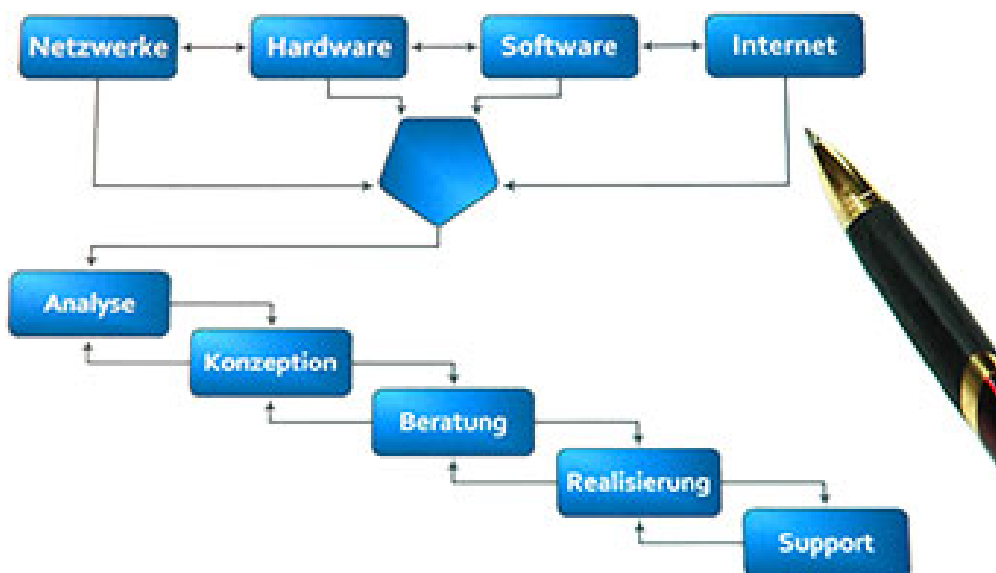 Netzwerke
Hardware
Software
Internet
Analyse
Konzeption
Beratung
Realisierung
Support